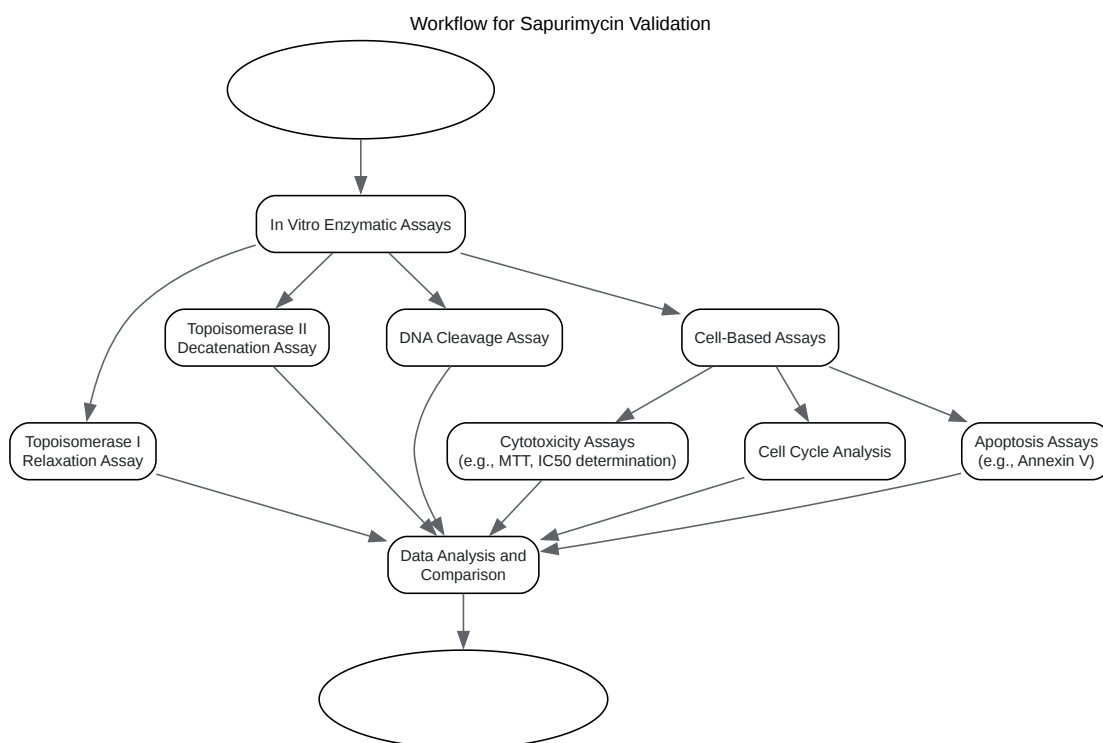 Workflow for Sapurimycin Validation
In Vitro Enzymatic Assays
Topoisomerase II
Decatenation Assay
DNA Cleavage Assay
Cell-Based Assays
Topoisomerase I
Relaxation Assay
Cytotoxicity Assays
(e.g., MTT, IC50 determination)
Cell Cycle Analysis
Apoptosis Assays
(e.g., Annexin V)
Data Analysis and
Comparison